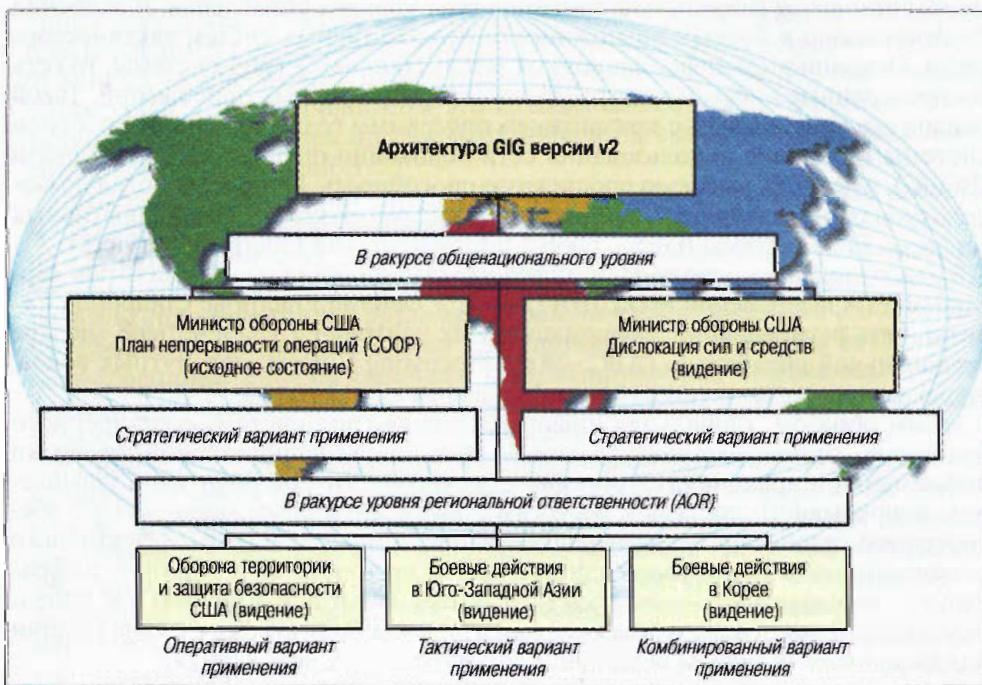 Архитектура GIG версии v2
В ракурсе общенационального уровня
Министр обороны США
План непрерывности операций (COOP)
(исходное состояние)
Министр обороны США
Дислокация сил и средств
(видение)
Стратегический вариант применения
Стратегический вариант применения
В ракурсе уровня региональной ответственности (AOR)
Оборона территории
и защита безопасности
США (видение)
Боевые действия
в Юго-Западной Азии
(видение)
Боевые действия
в Корее
(видение)
Оперативный вариант
применения
Тактический вариант
применения
Комбинированный вариант
применения